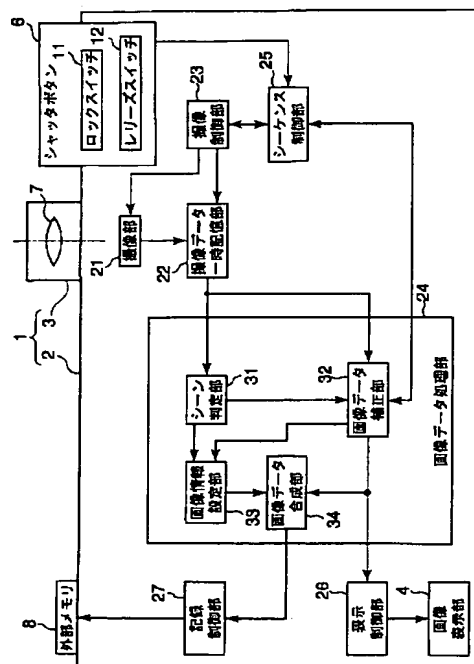 6
シャッタボタン 11
ロックスイッチ
12
レリーズスイッチ
7
3
1
2
8
外部メモリ
23
撮像
制御部
25
シーケンス
制御部
21
撮像部
22
撮像データ
一時記憶部
24
シーン
判定部
31
32
画像データ
補正部
画像情報
設定部
33
画像データ
合成部
34
画像データ処理部
27
記録
制御部
26
表示
制御部
4
画像
表示部